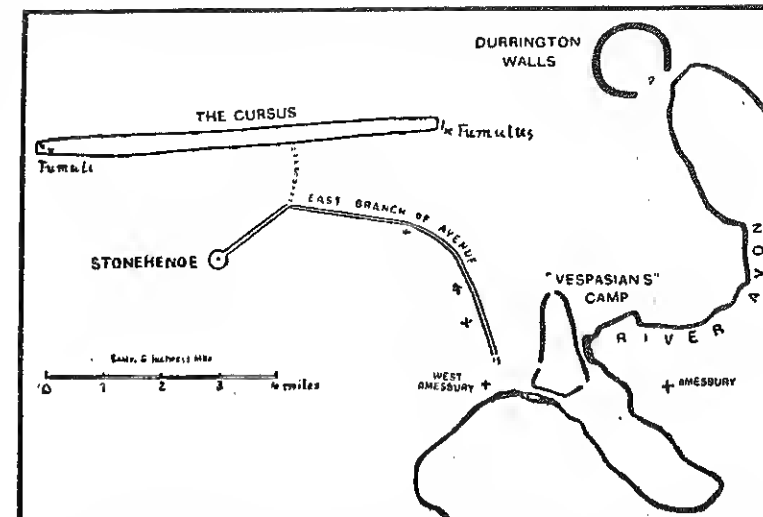 DURRINGTON
WALLS
?
THE CURSUS
Tumulus
Tumuli
EAST BRANCH OF AVENUE
STONEHENGE
"VESPASIAN'S"
CAMP
RIVER AVON
0 1 2 3 4 miles
WEST
AMESBURY
AMESBURY